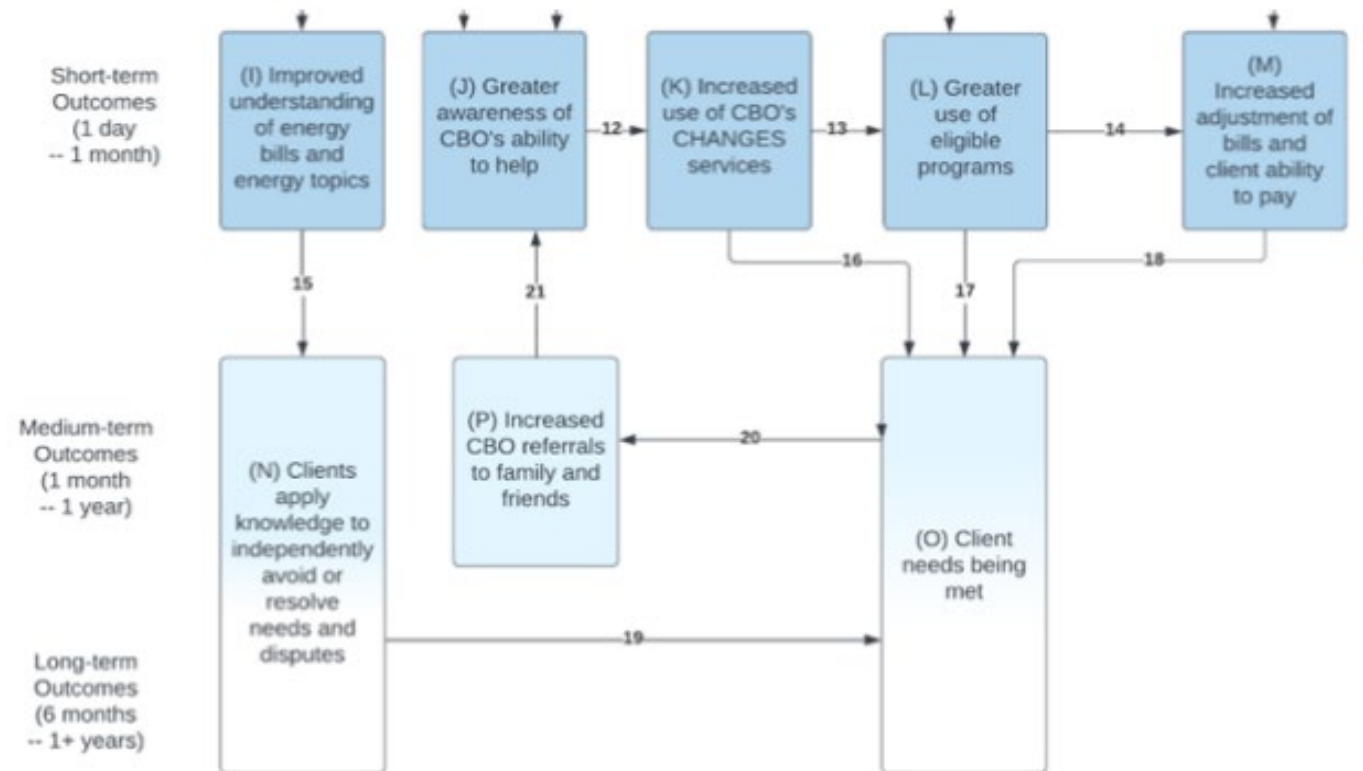 Short-term
Outcomes
(1 day
-- 1 month)
(I) Improved
understanding
of energy
bills and
energy topics
(J) Greater
awareness of
CBO's ability
to help
12
(K) Increased
use of CBO's
CHANGES
services
13
(L) Greater
use of
eligible
programs
14
(M)
Increased
adjustment of
bills and
client ability
to pay
15
21
16
17
18
Medium-term
Outcomes
(1 month
-- 1 year)
(N) Clients
apply
knowledge to
independently
avoid or
resolve
needs and
disputes
(P) Increased
CBO referrals
to family and
friends
20
(O) Client
needs being
met
19
Long-term
Outcomes
(6 months
-- 1+ years)